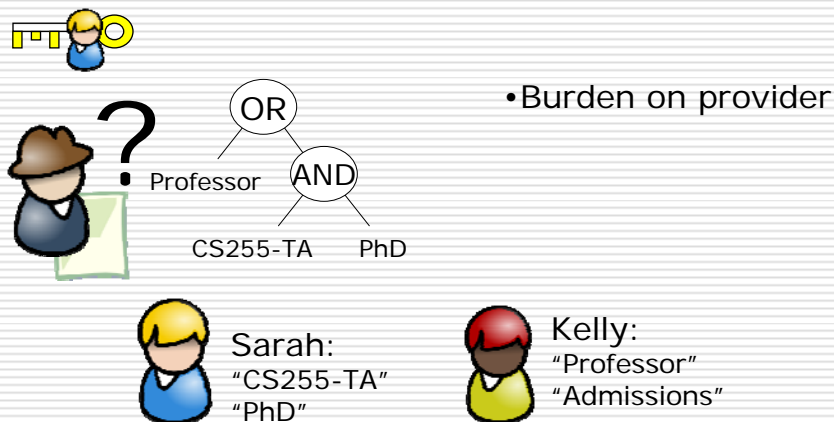 •Burden on provider
?
OR
Professor
AND
CS255-TA PhD
Sarah:
"CS255-TA"
"PhD"
Kelly:
"Professor"
"Admissions"